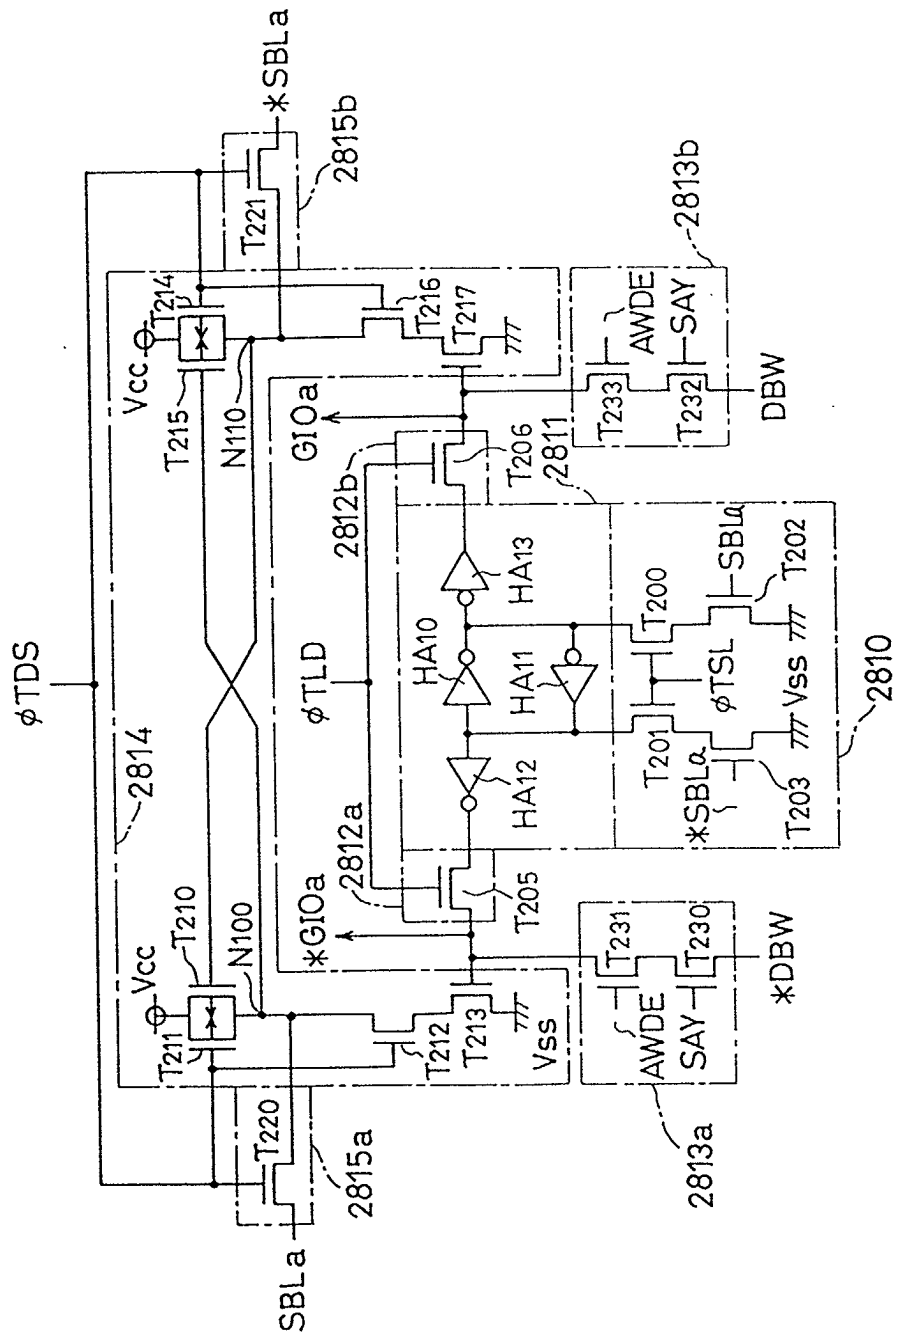 φTDS
2814
Vcc
T211
T210
N100
T220
SBLa
2815a
T212
T213
Vss
*GIOa
2812a
T205
φTLD
HA12
HA10
HA11
HA13
2812b
T206
2811
GIOa
Vcc
T214
T215
N110
T216
T217
T221
*SBLa
2815b
AWDE
T231
SAY
T230
*DBW
2813a
T201
T200
φTSL
*SBLa
T203
SBLa
T202
Vss
2810
T233
AWDE
T232
SAY
DBW
2813b